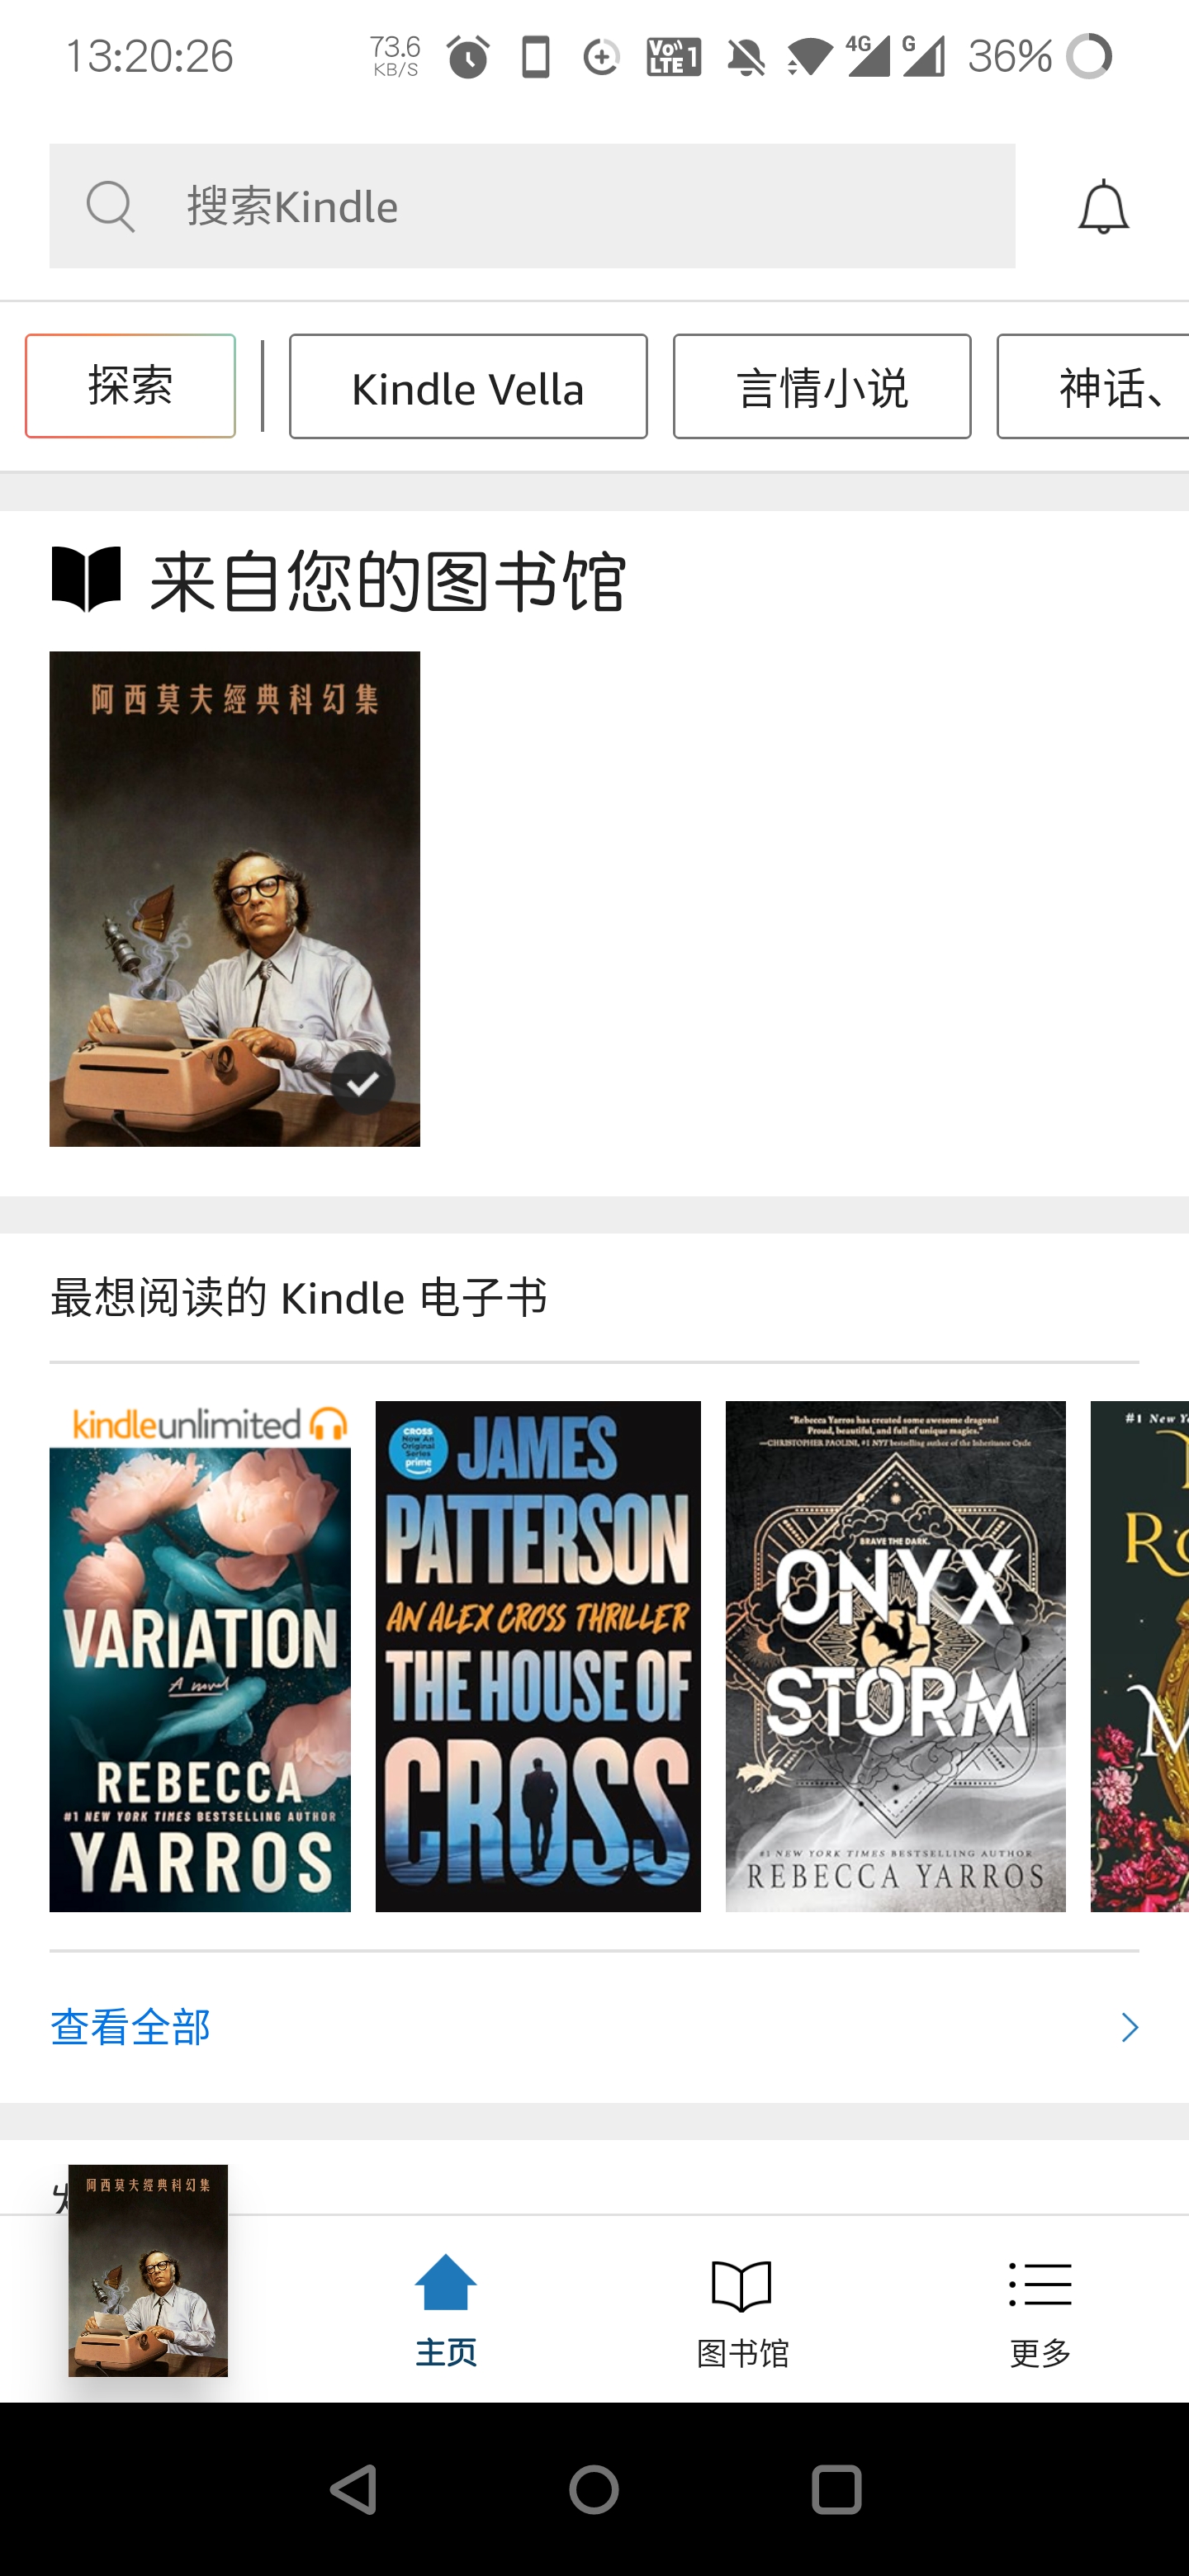 13:20:26
73.6
KB/S
Vo
LTE 1
4G
G
36%
搜索Kindle
探索
Kindle Vella
言情小说
神话、
来自您的图书馆
阿西莫夫經典科幻集
最想阅读的 Kindle 电子书
kindleunlimited
VARIATION
A novel
REBECCA
#1 NEW YORK TIMES BESTSELLING AUTHOR
YARROS
CROSS
Now An
Original
Series
prime
JAMES
PATTERSON
AN ALEX CROSS THRILLER
THE HOUSE OF
CROSS
"Rebecca Yarros has created some awesome dragons!
Proud, beautiful, and full of unique magics."
—CHRISTOPHER PAOLINI, #1 NYT bestselling author of the Inheritance Cycle
BRAVE THE DARK.
ONYX
STORM
#1 NEW YORK TIMES BESTSELLING AUTHOR
REBECCA YARROS
#1 New Y
R
M
查看全部
阿西莫夫經典科幻集
主页
图书馆
更多